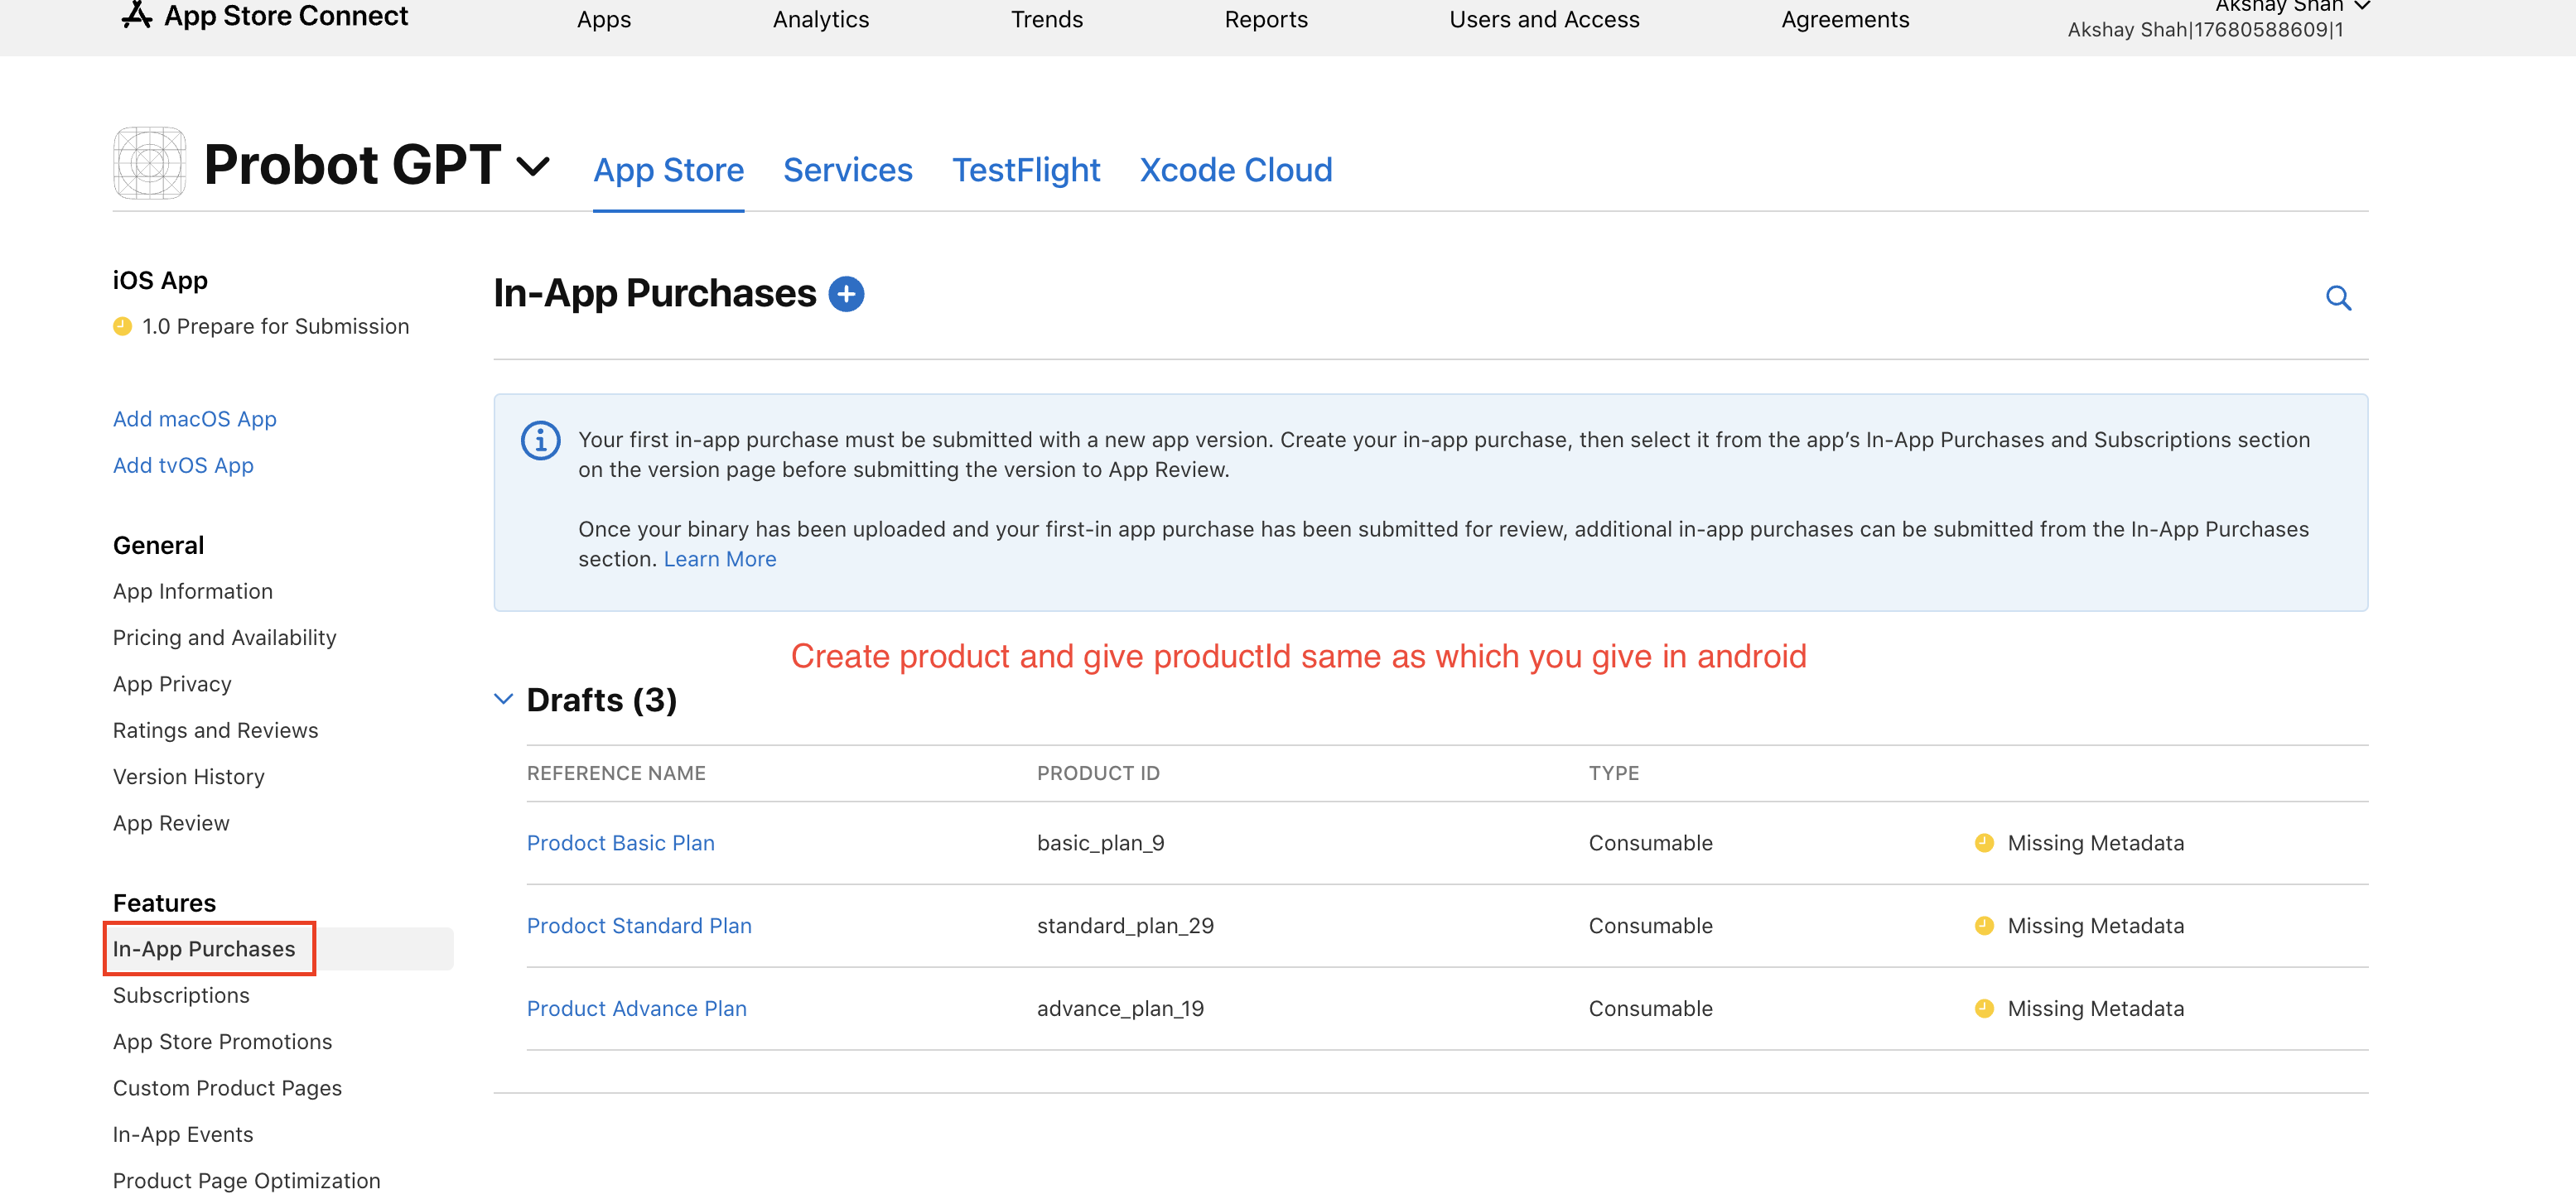 App Store Connect
Apps
Analytics
Trends
Reports
Users and Access
Agreements
Akshay Shah
Akshay Shah|17680588609|1
Probot GPT
App Store
Services
TestFlight
Xcode Cloud
iOS App
1.0 Prepare for Submission
Add macOS App
Add tvOS App
General
App Information
Pricing and Availability
App Privacy
Ratings and Reviews
Version History
App Review
Features
In-App Purchases
Subscriptions
App Store Promotions
Custom Product Pages
In-App Events
Product Page Optimization
In-App Purchases
Your first in-app purchase must be submitted with a new app version. Create your in-app purchase, then select it from the app’s In-App Purchases and Subscriptions section
on the version page before submitting the version to App Review.
Once your binary has been uploaded and your first-in app purchase has been submitted for review, additional in-app purchases can be submitted from the In-App Purchases
section. Learn More
Create product and give productId same as which you give in android
Drafts (3)
REFERENCE NAME PRODUCT ID TYPE
Prodoct Basic Plan basic_plan_9 Consumable Missing Metadata
Prodoct Standard Plan standard_plan_29 Consumable Missing Metadata
Product Advance Plan advance_plan_19 Consumable Missing Metadata